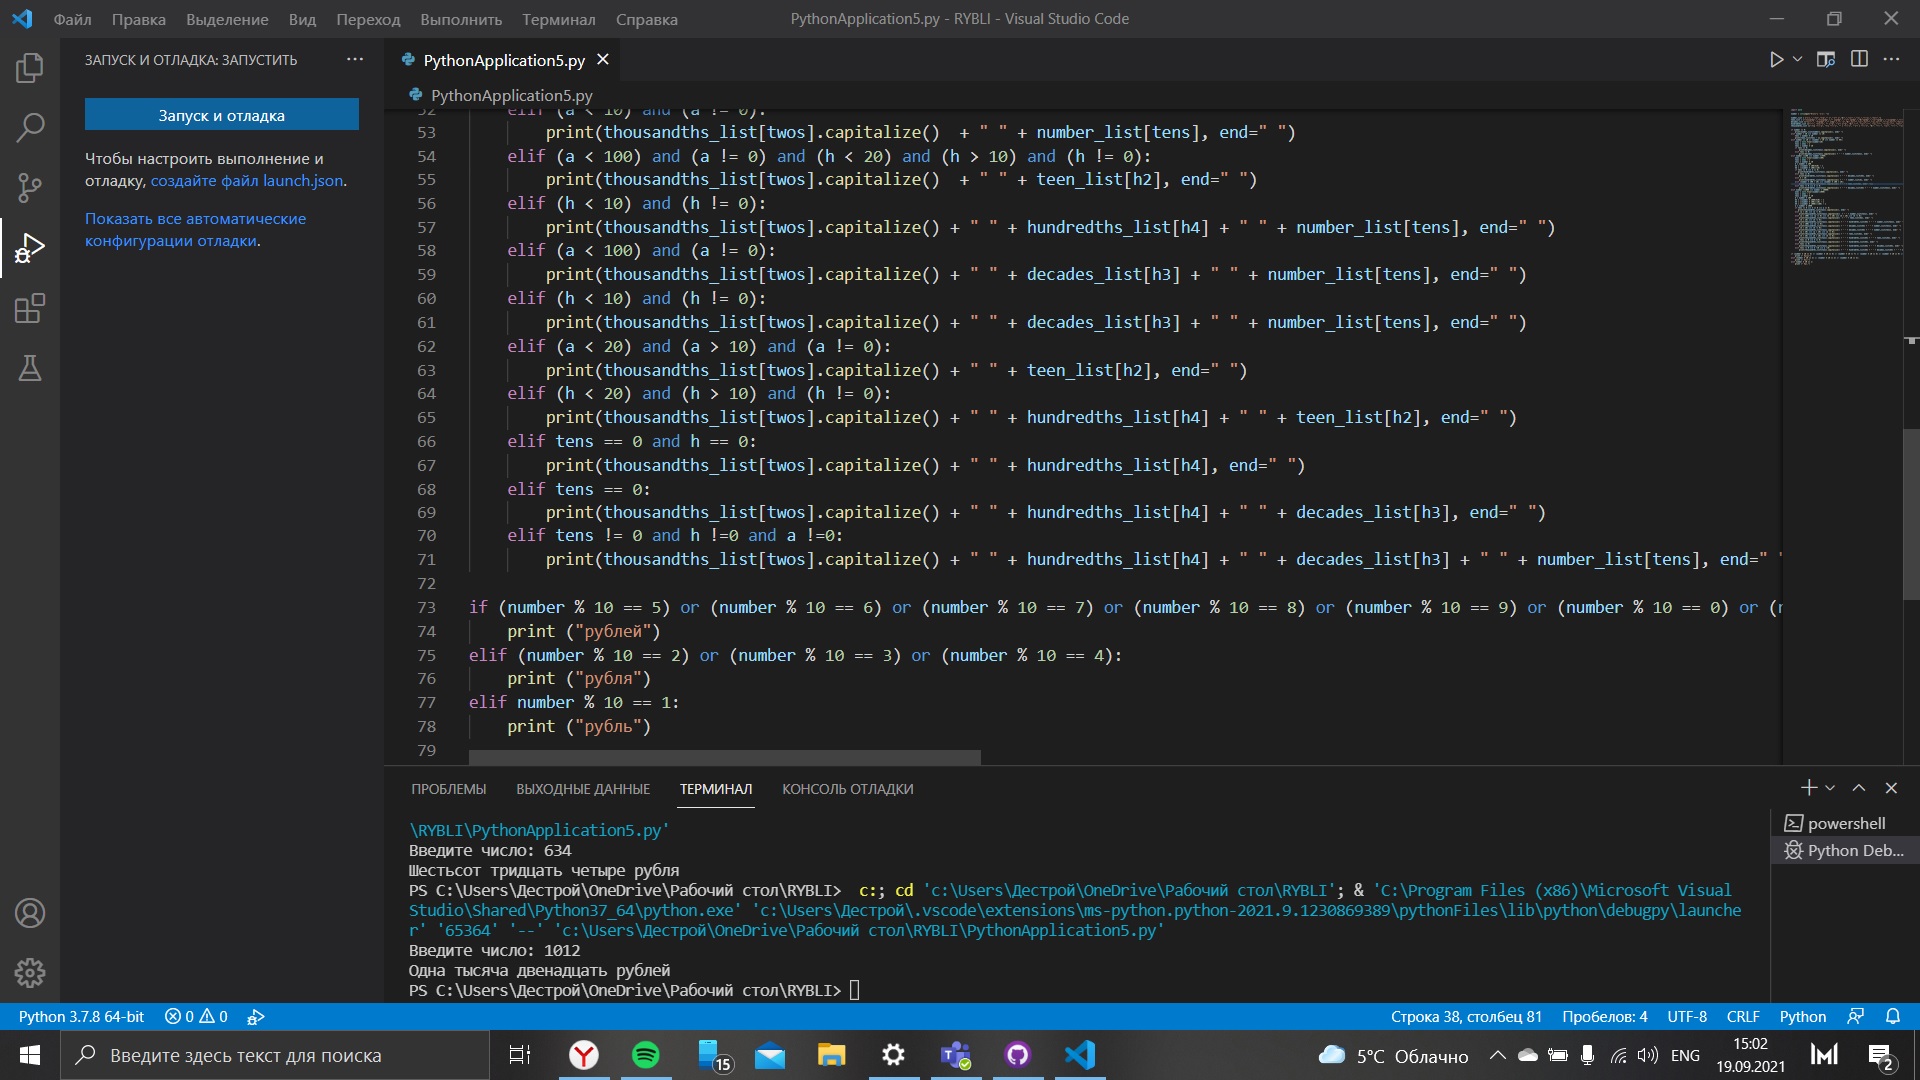 Файл Правка Выделение Вид Переход Выполнить Терминал Справка
PythonApplication5.py - RYBLI - Visual Studio Code
ЗАПУСК И ОТЛАДКА: ЗАПУСТИТЬ
Запуск и отладка
Чтобы настроить выполнение и
отладку, создайте файл launch.json.
Показать все автоматические
конфигурации отладки.
PythonApplication5.py
PythonApplication5.py
52 elif (a < 10) and (a != 0):
53 print(thousandths_list[twos].capitalize()  + " " + number_list[tens], end=" ")
54 elif (a < 100) and (a != 0) and (h < 20) and (h > 10) and (h != 0):
55 print(thousandths_list[twos].capitalize()  + " " + teen_list[h2], end=" ")
56 elif (h < 10) and (h != 0):
57 print(thousandths_list[twos].capitalize() + " " + hundredths_list[h4] + " " + number_list[tens], end=" ")
58 elif (a < 100) and (a != 0):
59 print(thousandths_list[twos].capitalize() + " " + decades_list[h3] + " " + number_list[tens], end=" ")
60 elif (h < 10) and (h != 0):
61 print(thousandths_list[twos].capitalize() + " " + decades_list[h3] + " " + number_list[tens], end=" ")
62 elif (a < 20) and (a > 10) and (a != 0):
63 print(thousandths_list[twos].capitalize() + " " + teen_list[h2], end=" ")
64 elif (h < 20) and (h > 10) and (h != 0):
65 print(thousandths_list[twos].capitalize() + " " + hundredths_list[h4] + " " + teen_list[h2], end=" ")
66 elif tens == 0 and h == 0:
67 print(thousandths_list[twos].capitalize() + " " + hundredths_list[h4], end=" ")
68 elif tens == 0:
69 print(thousandths_list[twos].capitalize() + " " + hundredths_list[h4] + " " + decades_list[h3], end=" ")
70 elif tens != 0 and h !=0 and a !=0:
71 print(thousandths_list[twos].capitalize() + " " + hundredths_list[h4] + " " + decades_list[h3] + " " + number_list[tens], end=" "
72
73 if (number % 10 == 5) or (number % 10 == 6) or (number % 10 == 7) or (number % 10 == 8) or (number % 10 == 9) or (number % 10 == 0) or (n
74 print ("рублей")
75 elif (number % 10 == 2) or (number % 10 == 3) or (number % 10 == 4):
76 print ("рубля")
77 elif number % 10 == 1:
78 print ("рубль")
79
ПРОБЛЕМЫ ВЫХОДНЫЕ ДАННЫЕ ТЕРМИНАЛ КОНСОЛЬ ОТЛАДКИ
\RYBLI\PythonApplication5.py'
Введите число: 634
Шестьсот тридцать четыре рубля
PS C:\Users\Дестрой\OneDrive\Рабочий стол\RYBLI>  c:; cd 'c:\Users\Дестрой\OneDrive\Рабочий стол\RYBLI'; & 'C:\Program Files (x86)\Microsoft Visual
Studio\Shared\Python37_64\python.exe' 'c:\Users\Дестрой\.vscode\extensions\ms-python.python-2021.9.1230869389\pythonFiles\lib\python\debugpy\launche
r' '65364' '--' 'c:\Users\Дестрой\OneDrive\Рабочий стол\RYBLI\PythonApplication5.py'
Введите число: 1012
Одна тысяча двенадцать рублей
PS C:\Users\Дестрой\OneDrive\Рабочий стол\RYBLI>
powershell
Python Deb...
Python 3.7.8 64-bit 0 0
Строка 38, столбец 81 Пробелов: 4 UTF-8 CRLF Python
Введите здесь текст для поиска
15
5°C Облачно
ENG
15:02
19.09.2021
2